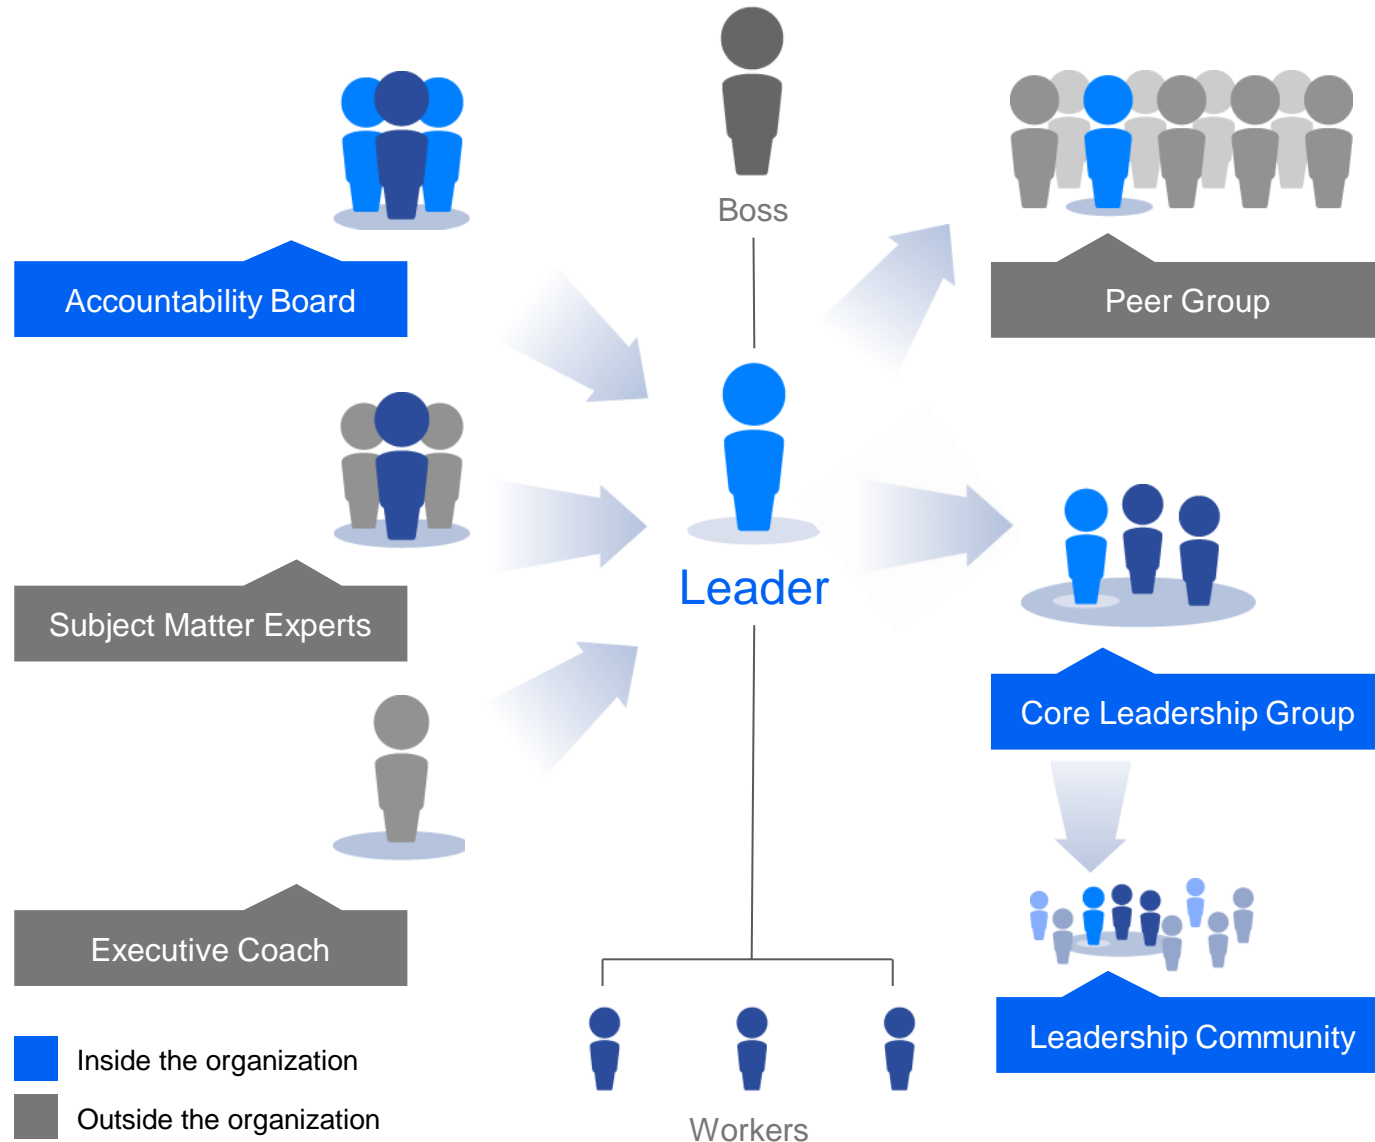 Boss
Accountability Board
Peer Group
Leader
Subject Matter Experts
Core Leadership Group
Executive Coach
Leadership Community
Inside the organization
Outside the organization
Workers